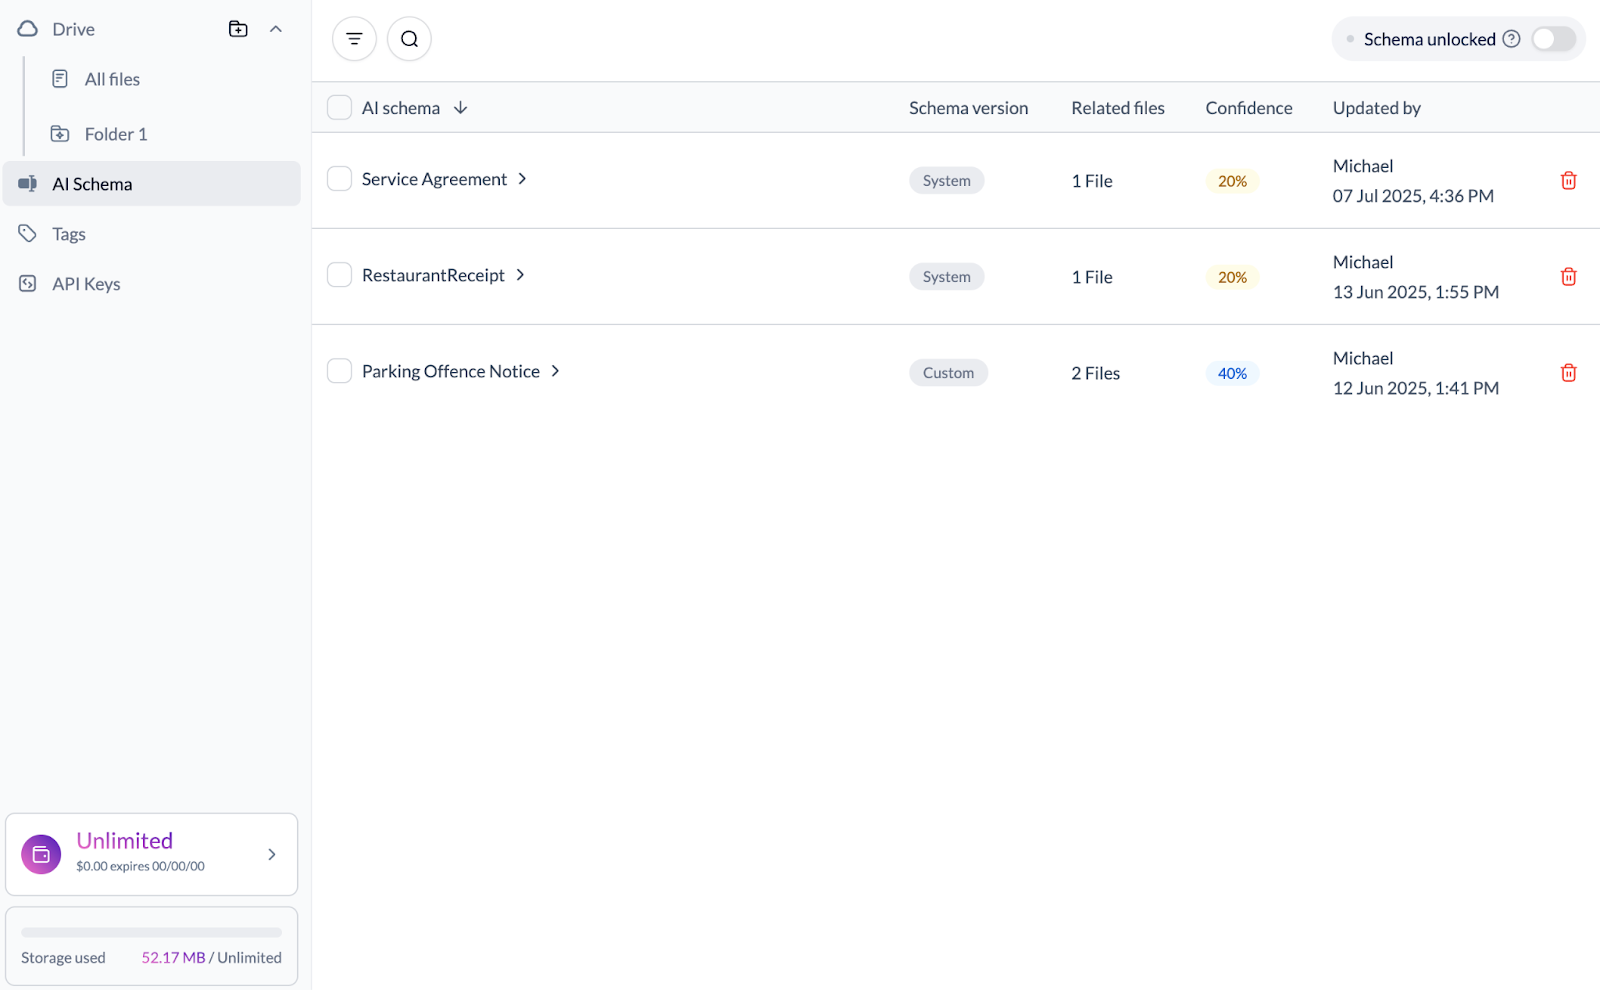 Drive
All files
Folder 1
AI Schema
Tags
API Keys
Unlimited
$0.00 expires 00/00/00
Storage used 52.17 MB / Unlimited
Schema unlocked
AI schema Schema version Related files Confidence Updated by
Service Agreement System 1 File 20% Michael
07 Jul 2025, 4:36 PM
RestaurantReceipt System 1 File 20% Michael
13 Jun 2025, 1:55 PM
Parking Offence Notice Custom 2 Files 40% Michael
12 Jun 2025, 1:41 PM